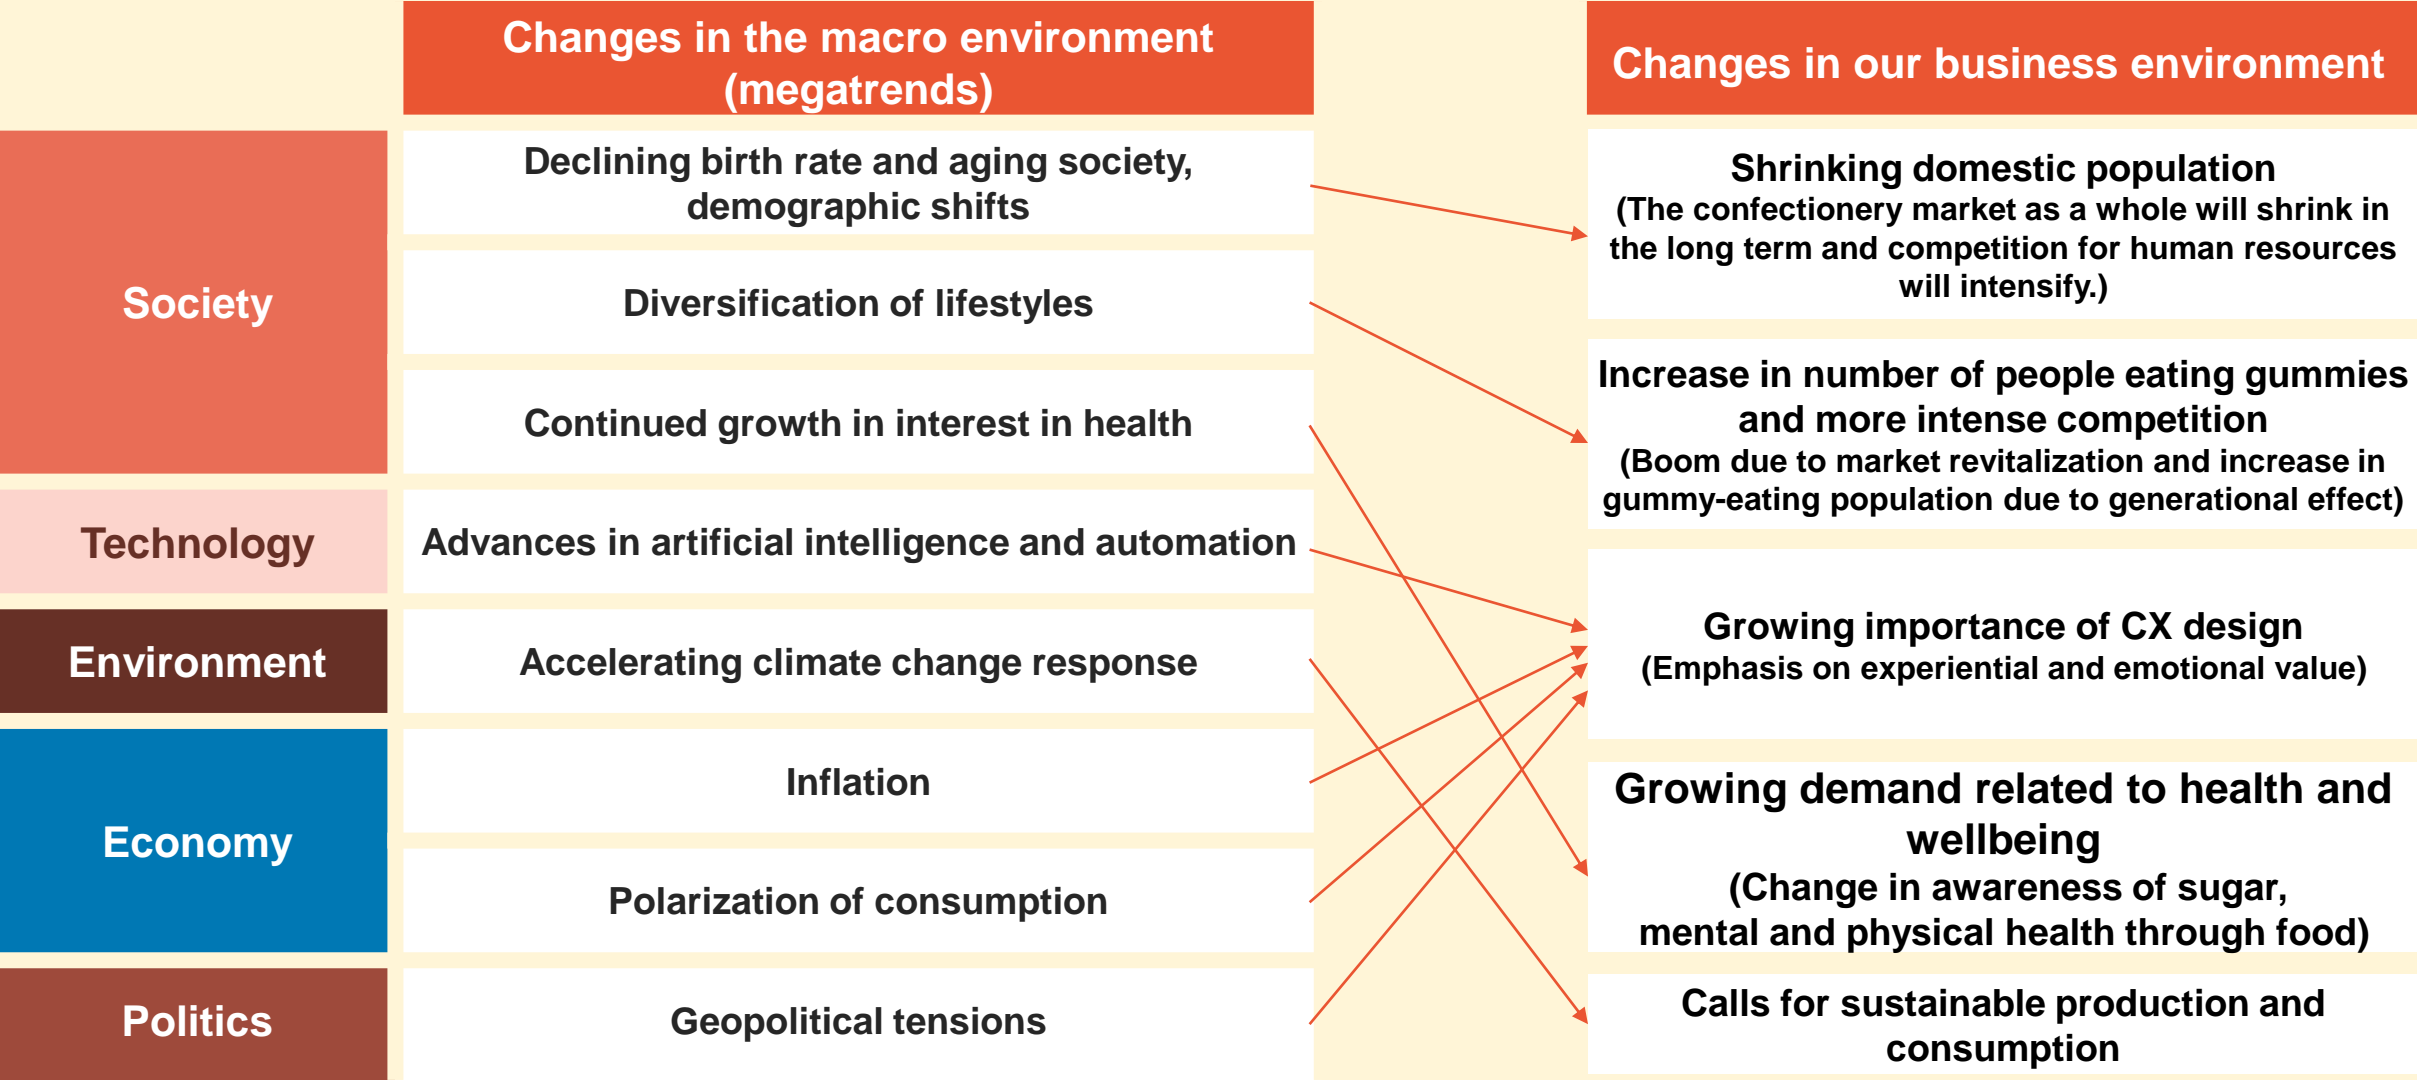 Changes in the macro environment
(megatrends)
Changes in our business environment
Society
Declining birth rate and aging society,
demographic shifts
Diversification of lifestyles
Continued growth in interest in health
Technology
Advances in artificial intelligence and automation
Environment
Accelerating climate change response
Economy
Inflation
Polarization of consumption
Politics
Geopolitical tensions
Shrinking domestic population
(The confectionery market as a whole will shrink in
the long term and competition for human resources
will intensify.)
Increase in number of people eating gummies
and more intense competition
(Boom due to market revitalization and increase in
gummy-eating population due to generational effect)
Growing importance of CX design
(Emphasis on experiential and emotional value)
Growing demand related to health and
wellbeing
(Change in awareness of sugar,
mental and physical health through food)
Calls for sustainable production and
consumption